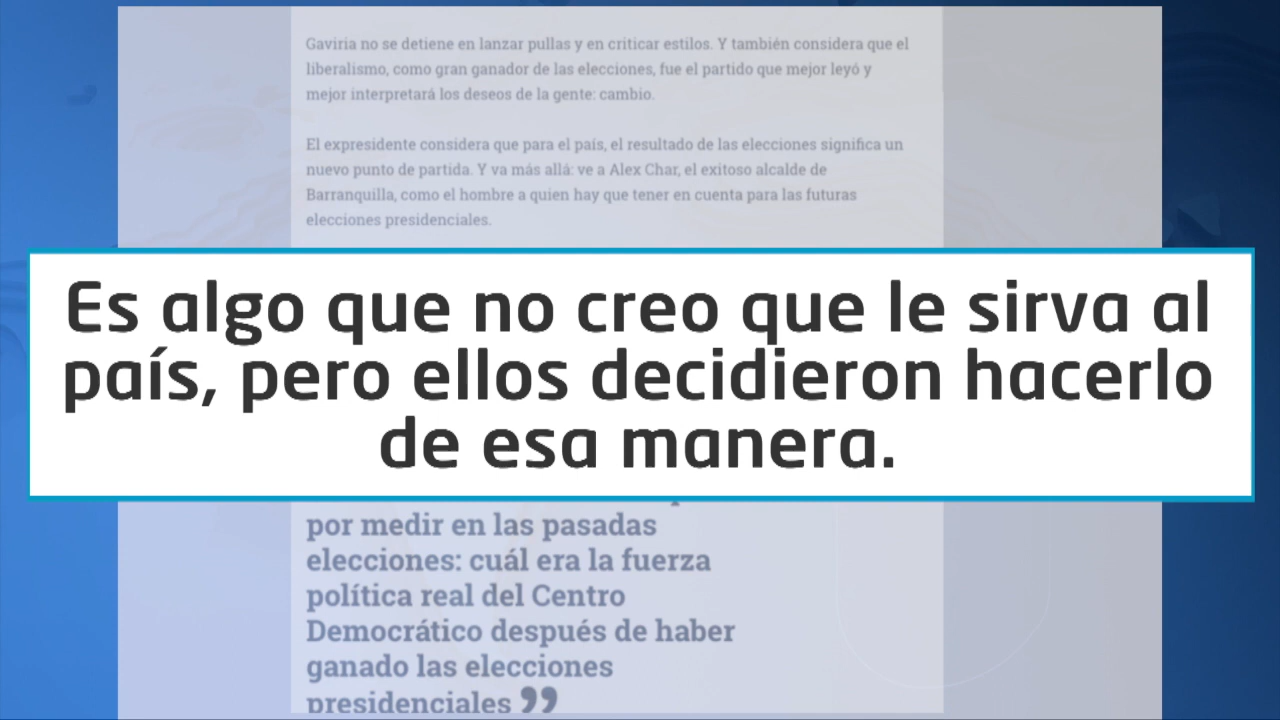 Gaviria no se detiene en lanzar pullas y en criticar estilos. Y también considera que el
liberalismo, como gran ganador de las elecciones, fue el partido que mejor leyó y
mejor interpretará los deseos de la gente: cambio.
El expresidente considera que para el país, el resultado de las elecciones significa un
nuevo punto de partida. Y va más allá: ve a Alex Char, el exitoso alcalde de
Barranquilla, como el hombre a quien hay que tener en cuenta para las futuras
elecciones presidenciales.
Es algo que no creo que le sirva al
país, pero ellos decidieron hacerlo
de esa manera.
por medir en las pasadas
elecciones: cuál era la fuerza
política real del Centro
Democrático después de haber
ganado las elecciones
presidenciales ”